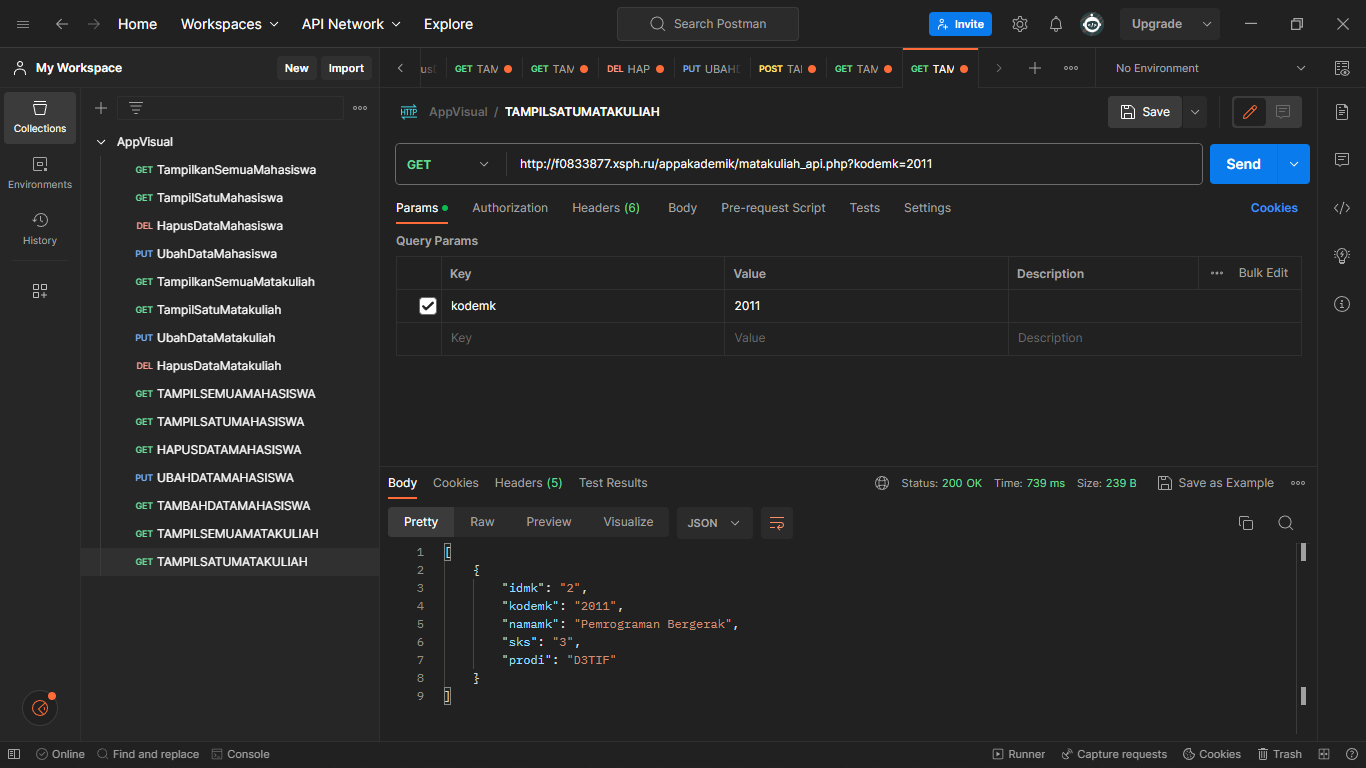 Home Workspaces API Network Explore Search Postman Invite Upgrade
My Workspace New Import
GET TAM GET TAM DEL HAP PUT UBAHD POST TAI GET TAM GET TAM No Environment
Collections
Environments
History
AppVisual
GET TampilkanSemuaMahasiswa
GET TampilSatuMahasiswa
DEL HapusDataMahasiswa
PUT UbahDataMahasiswa
GET TampilkanSemuaMatakuliah
GET TampilSatuMatakuliah
PUT UbahDataMatakuliah
DEL HapusDataMatakuliah
GET TAMPILSEMUAMAHASISWA
GET TAMPILSATUMAHASISWA
GET HAPUSDATAMAHASISWA
PUT UBAHDATAMAHASISWA
GET TAMBAHDATAMAHASISWA
GET TAMPILSEMUAMATAKULIAH
GET TAMPILSATUMATAKULIAH
HTTP AppVisual / TAMPILSATUMATAKULIAH Save
GET http://f0833877.xsph.ru/appakademik/matakuliah_api.php?kodemk=2011 Send
Params Authorization Headers (6) Body Pre-request Script Tests Settings Cookies
Query Params
Key Value Description Bulk Edit
kodemk 2011
Key Value Description
Body Cookies Headers (5) Test Results Status: 200 OK Time: 739 ms Size: 239 B Save as Example
Pretty Raw Preview Visualize JSON
1 [
2 {
3 "idmk": "2",
4 "kodemk": "2011",
5 "namamk": "Pemrograman Bergerak",
6 "sks": "3",
7 "prodi": "D3TIF"
8 }
9 ]
Online Find and replace Console Runner Capture requests Cookies Trash